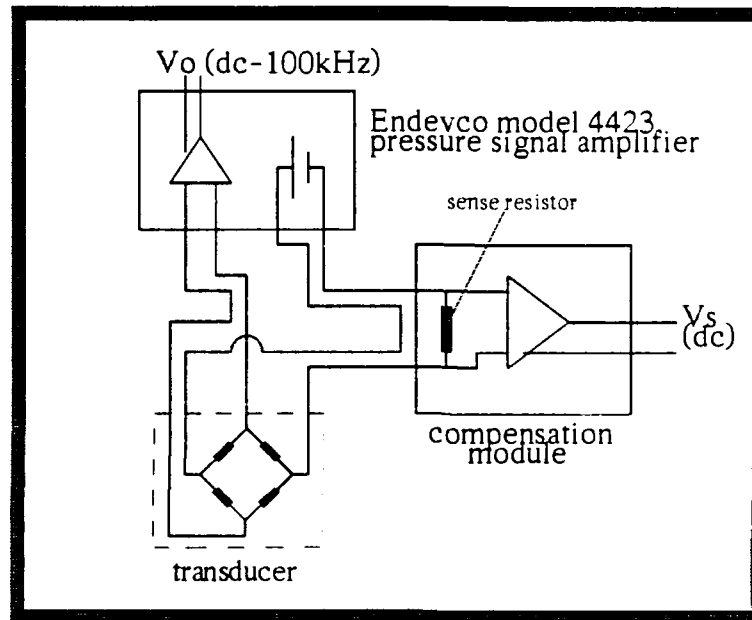 Vo (dc-100kHz)
Endevco model 4423
pressure signal amplifier
sense resistor
Vs
(dc)
compensation
module
transducer